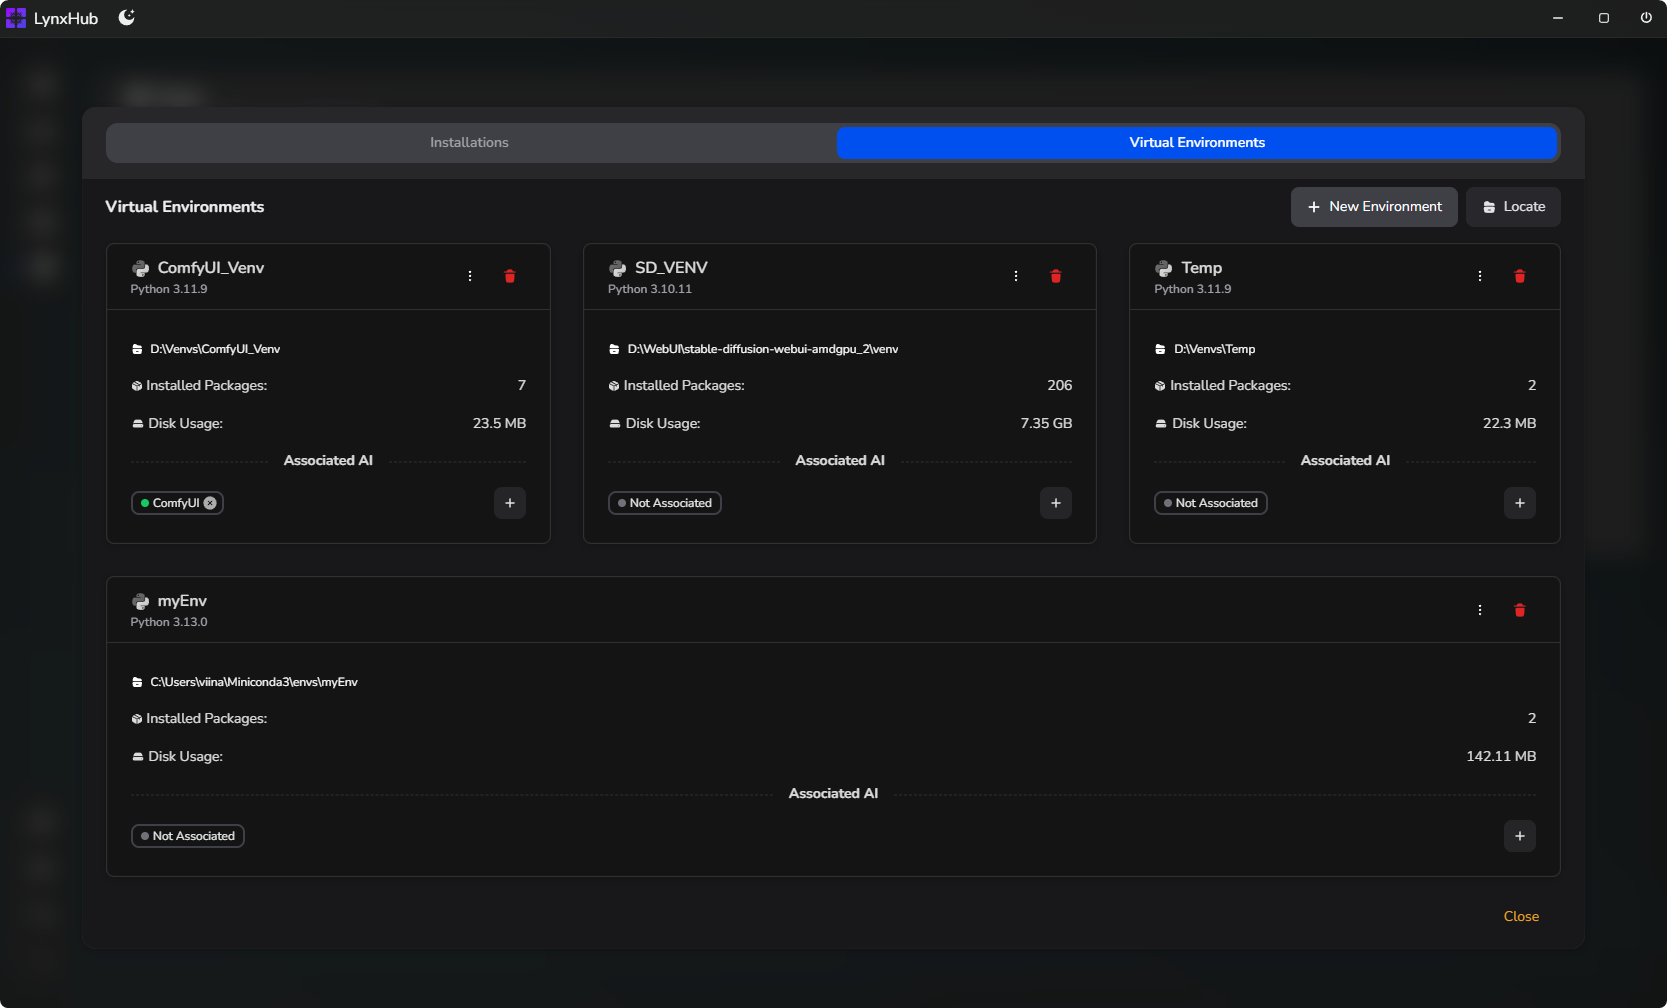 LynxHub
Installations
Virtual Environments
Virtual Environments
New Environment
Locate
ComfyUI_Venv
Python 3.11.9
D:\Venvs\ComfyUI_Venv
Installed Packages: 7
Disk Usage: 23.5 MB
Associated AI
ComfyUI
SD_VENV
Python 3.10.11
D:\WebUI\stable-diffusion-webui-amdgpu_2\venv
Installed Packages: 206
Disk Usage: 7.35 GB
Associated AI
Not Associated
Temp
Python 3.11.9
D:\Venvs\Temp
Installed Packages: 2
Disk Usage: 22.3 MB
Associated AI
Not Associated
myEnv
Python 3.13.0
C:\Users\viina\Miniconda3\envs\myEnv
Installed Packages: 2
Disk Usage: 142.11 MB
Associated AI
Not Associated
Close